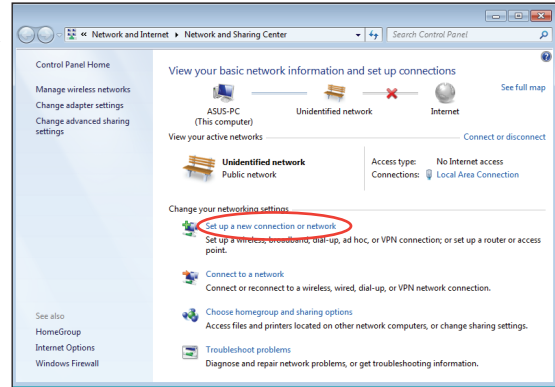 « Network and Internet ▸ Network and Sharing Center
Search Control Panel
Control Panel Home
Manage wireless networks
Change adapter settings
Change advanced sharing
settings
See also
HomeGroup
Internet Options
Windows Firewall
View your basic network information and set up connections
See full map
ASUS-PC
(This computer)
Unidentified network
Internet
View your active networks
Connect or disconnect
Unidentified network
Public network
Access type: No Internet access
Connections: Local Area Connection
Change your networking settings
Set up a new connection or network
Set up a wireless, broadband, dial-up, ad hoc, or VPN connection; or set up a router or access
point.
Connect to a network
Connect or reconnect to a wireless, wired, dial-up, or VPN network connection.
Choose homegroup and sharing options
Access files and printers located on other network computers, or change sharing settings.
Troubleshoot problems
Diagnose and repair network problems, or get troubleshooting information.